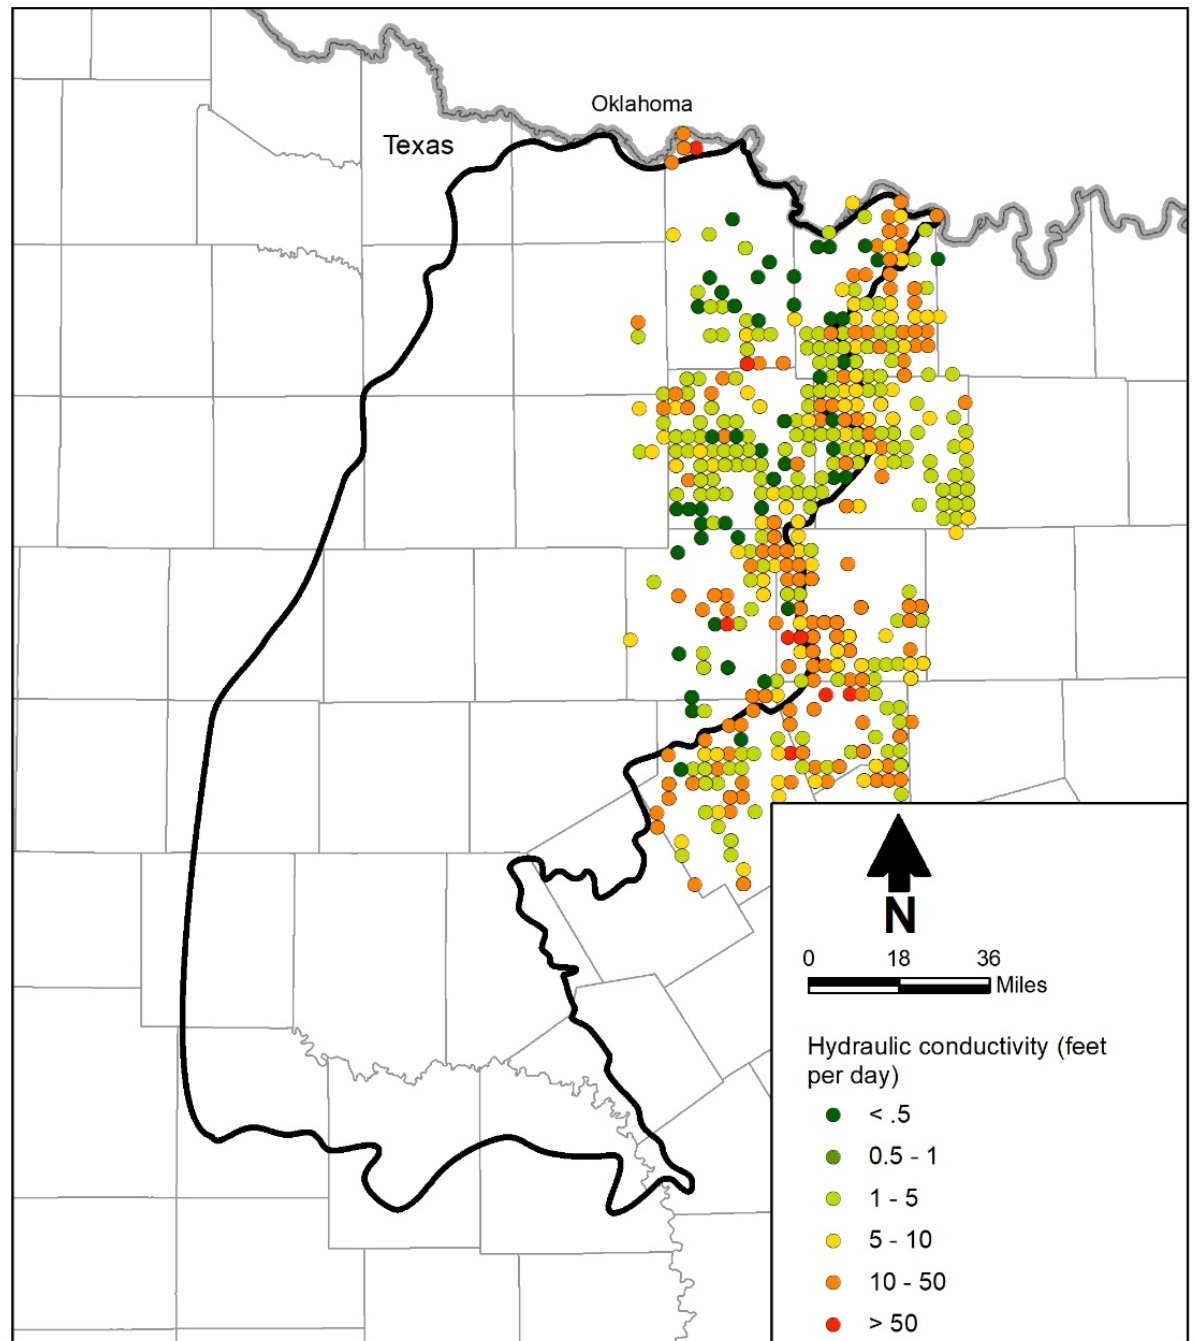 Oklahoma
Texas
N
0 18 36
Miles
Hydraulic conductivity (feet
per day)
< .5
0.5 - 1
1 - 5
5 - 10
10 - 50
> 50